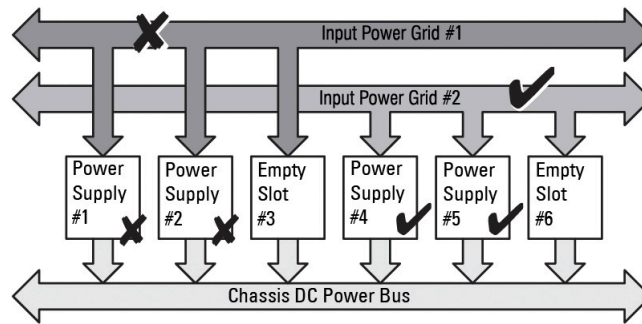 Input Power Grid #1
Input Power Grid #2
Power
Supply
#1
Power
Supply
#2
Empty
Slot
#3
Power
Supply
#4
Power
Supply
#5
Empty
Slot
#6
Chassis DC Power Bus